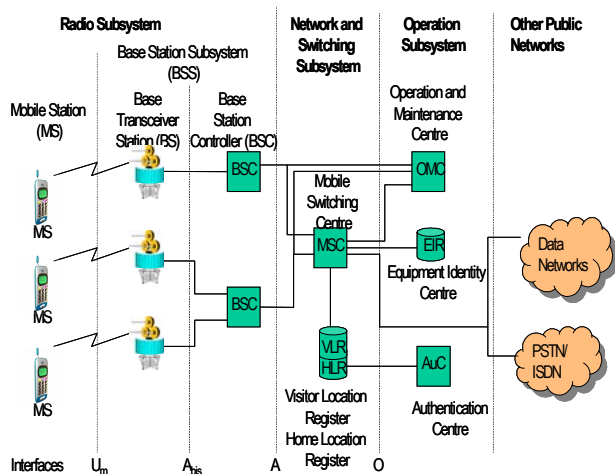 Radio Subsystem
Network and
Switching
Subsystem
Operation
Subsystem
Other Public
Networks
Base Station Subsystem
(BSS)
Mobile Station
(MS)
Base
Transceiver
Station (BS)
Base
Station
Controller (BSC)
Operation and
Maintenance
Centre
BSC
OMC
Mobile
Switching
Centre
MS
MSC
EIR
Data
Networks
Equipment Identity
Centre
MS
BSC
VLR
HLR
AuC
PSTN/
ISDN
MS
Visitor Location
Register
Home Location
Register
Authentication
Centre
Interfaces
Um
Abis
A
O